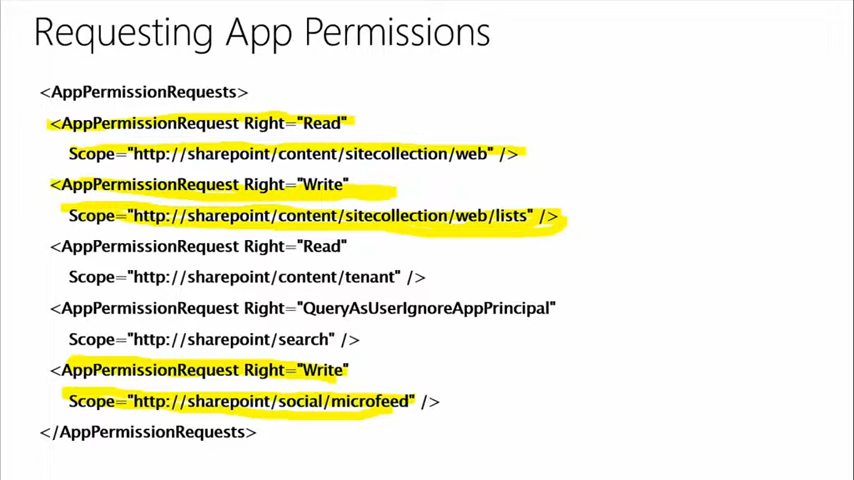 Requesting App Permissions
<AppPermissionRequests>
<AppPermissionRequest Right="Read"
Scope="http://sharepoint/content/sitecollection/web" />
<AppPermissionRequest Right="Write"
Scope="http://sharepoint/content/sitecollection/web/lists" />
<AppPermissionRequest Right="Read"
Scope="http://sharepoint/content/tenant" />
<AppPermissionRequest Right="QueryAsUserIgnoreAppPrincipal"
Scope="http://sharepoint/search" />
<AppPermissionRequest Right="Write"
Scope="http://sharepoint/social/microfeed" />
</AppPermissionRequests>